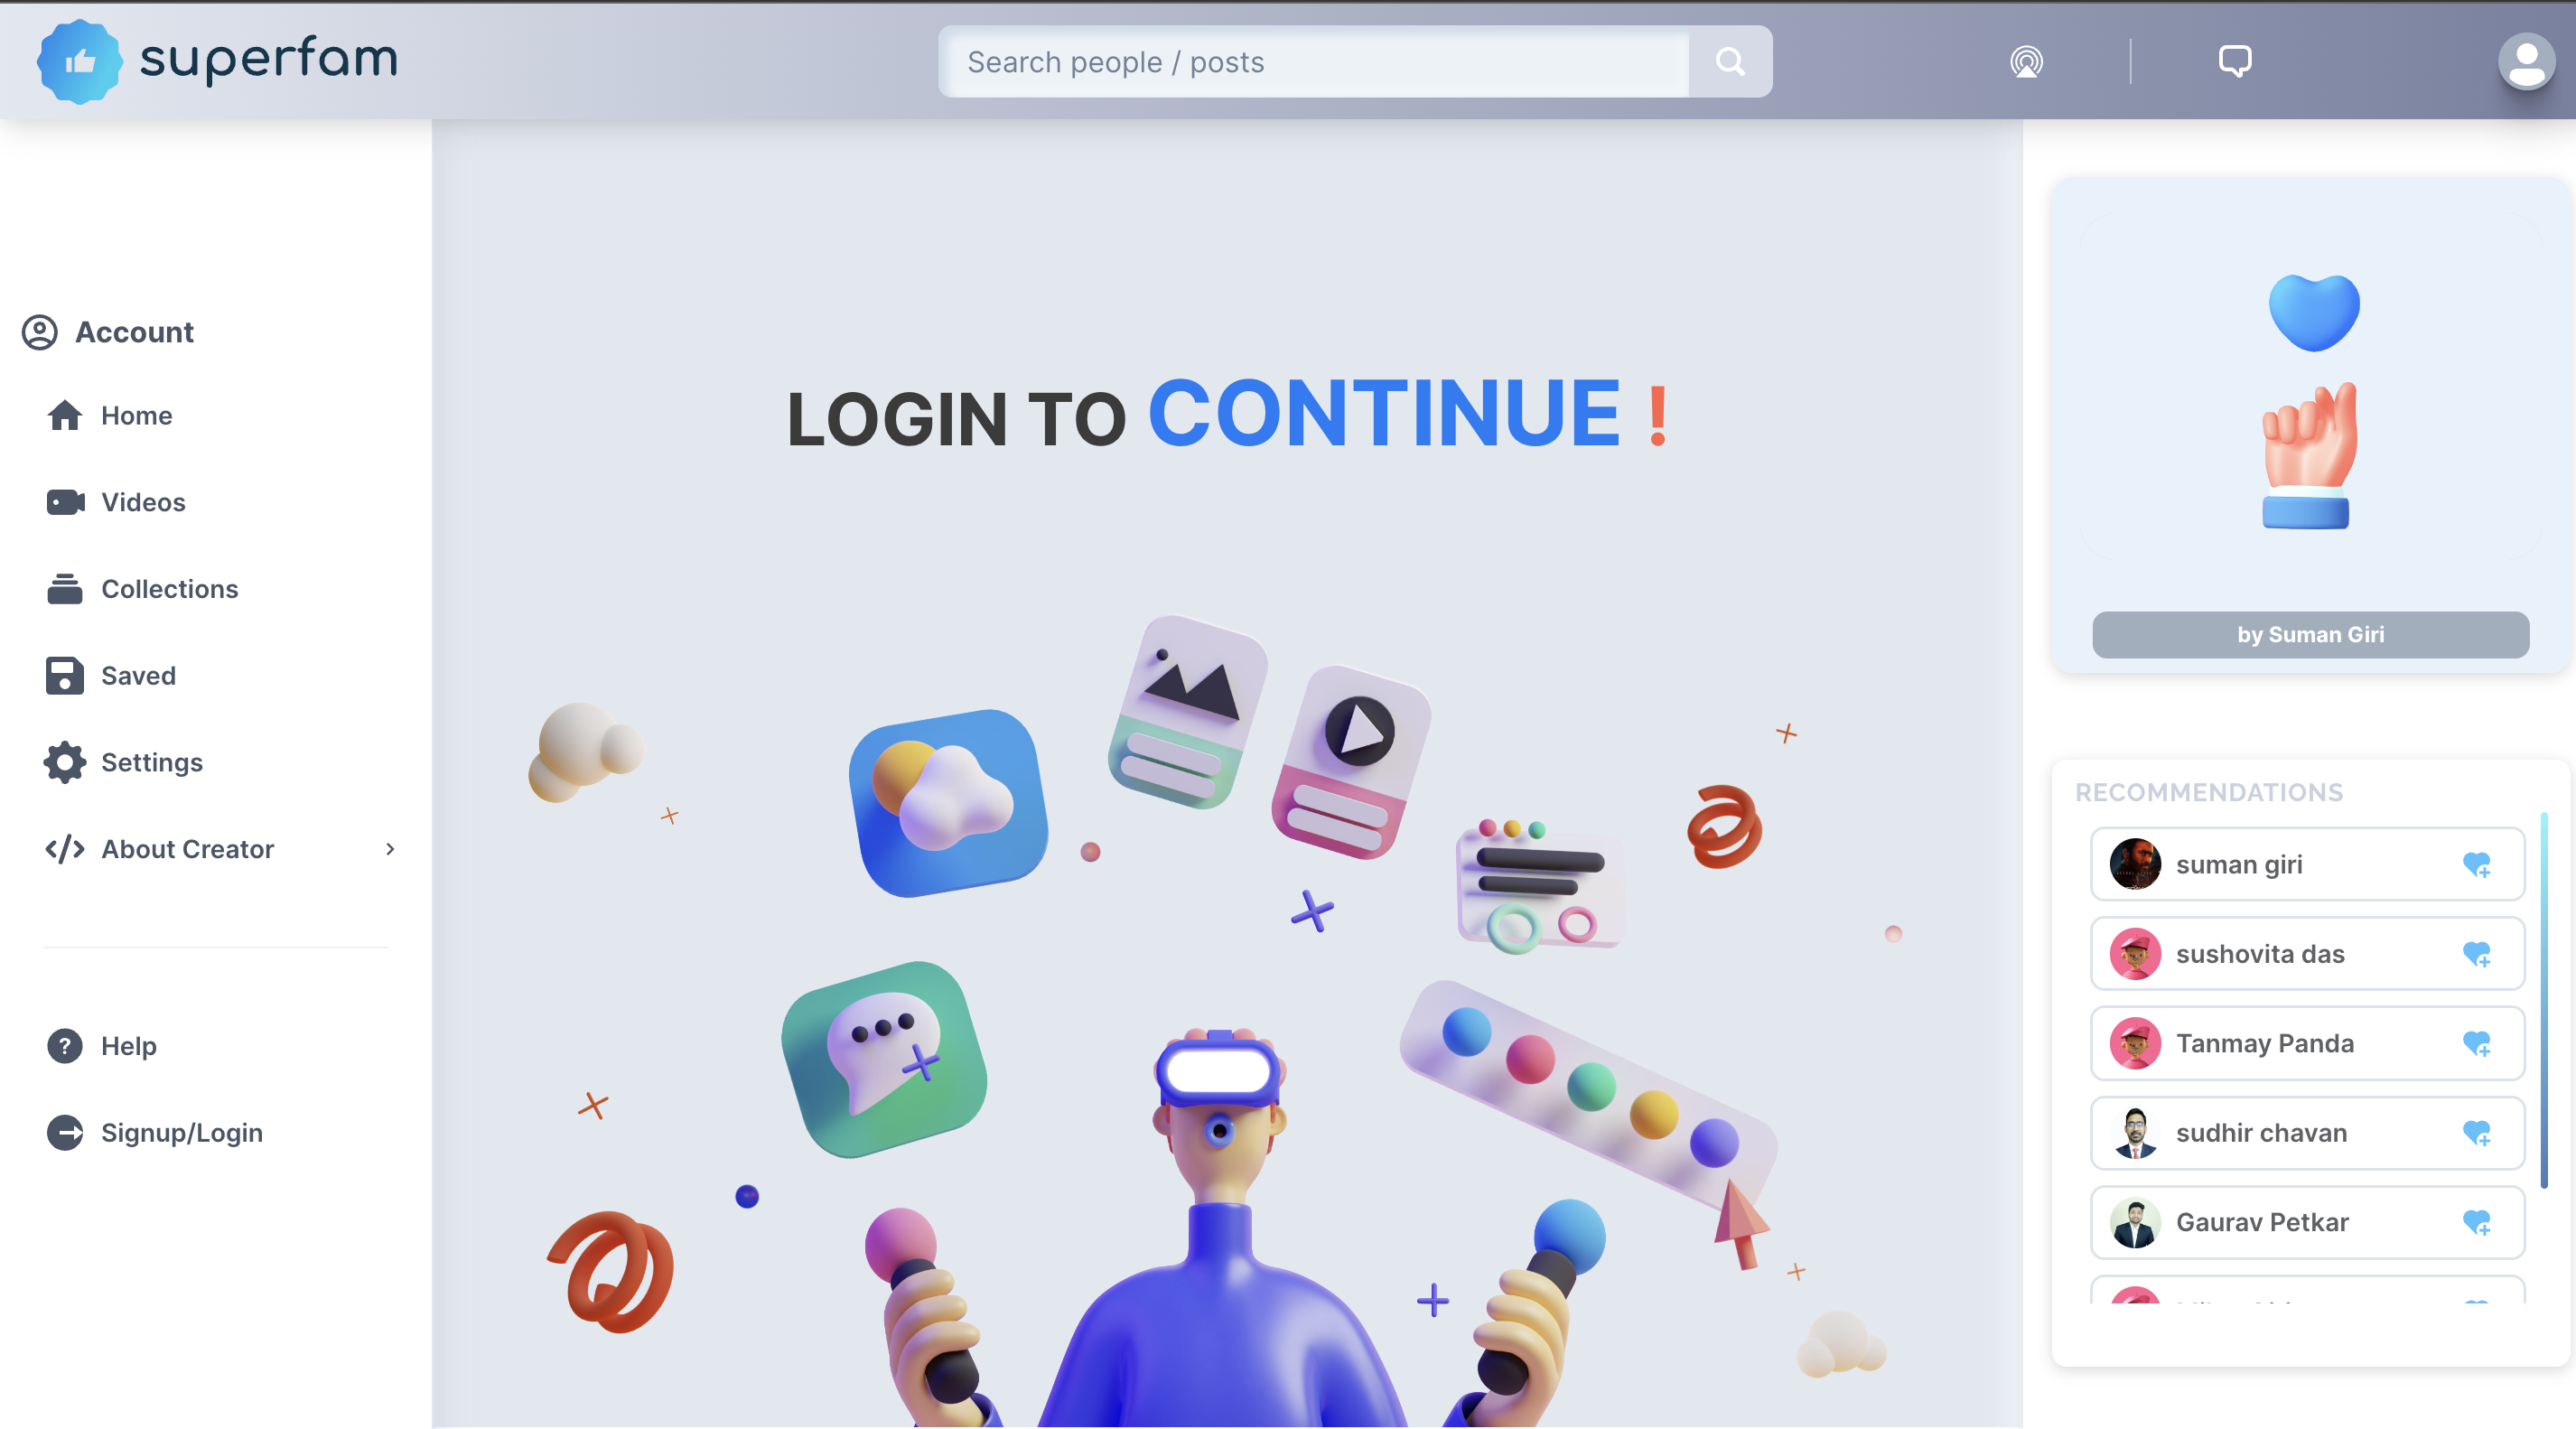 superfam
Search people / posts
Account
Home
Videos
Collections
Saved
Settings
About Creator
Help
Signup/Login
LOGIN TO CONTINUE !
by Suman Giri
RECOMMENDATIONS
suman giri
sushovita das
Tanmay Panda
sudhir chavan
Gaurav Petkar